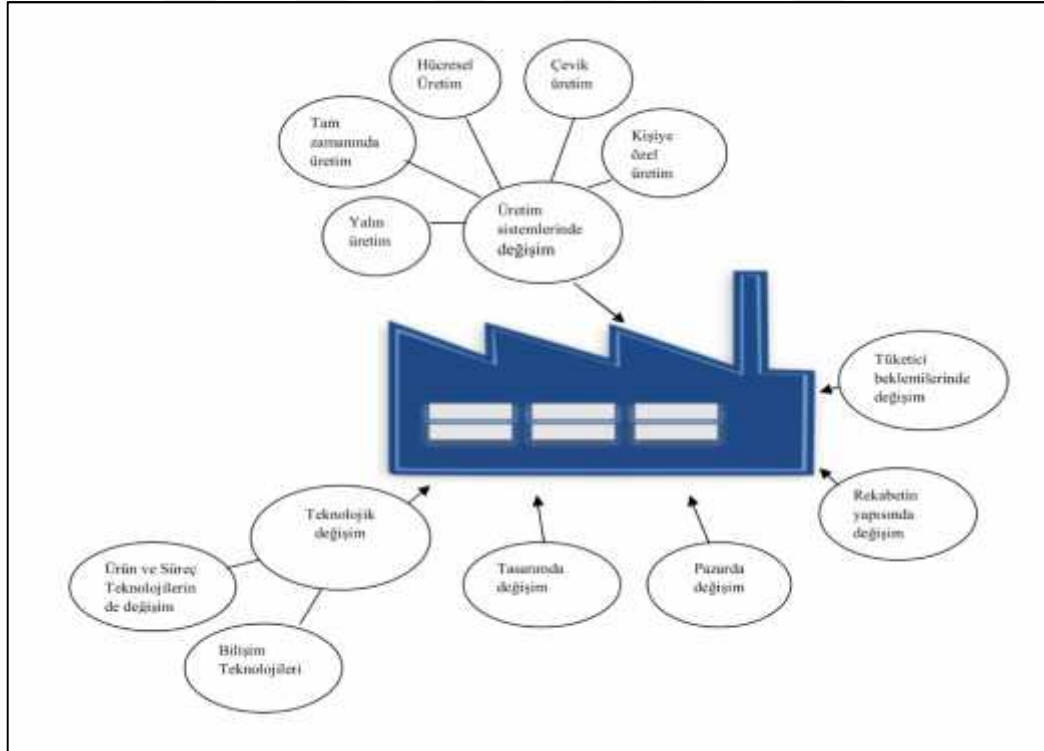 Hücresel
Üretim
Çevik
üretim
Tam
zamanında
üretim
Kişiye
özel
üretim
Yalın
üretim
Üretim
sistemlerinde
değişim
Tüketici
beklentilerinde
değişim
Rekabetin
yapısında
değişim
Teknolojik
değişim
Tasarımda
değişim
Pazarda
değişim
Ürün ve Süreç
Teknolojilerin
de değişim
Bilişim
Teknolojileri